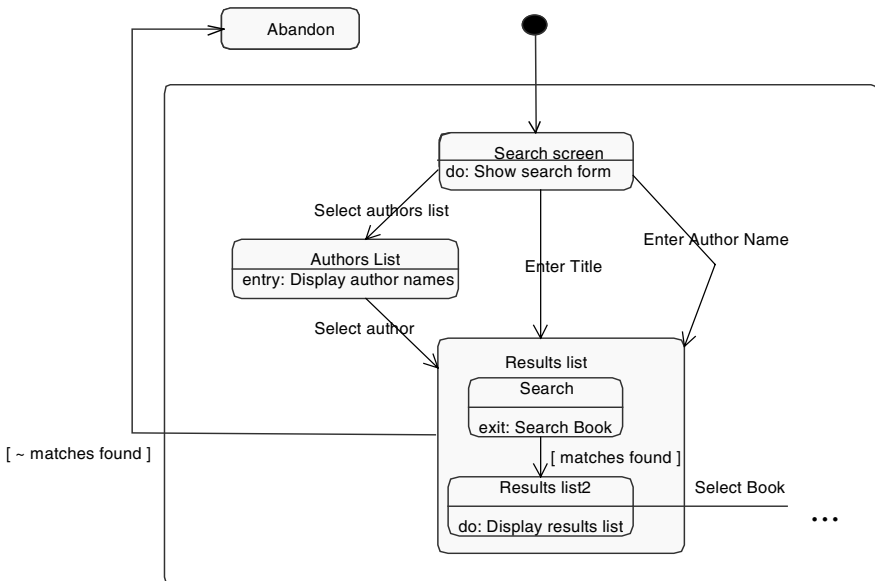 Abandon
Search screen
do: Show search form
Select authors list
Enter Author Name
Authors List
Enter Title
entry: Display author names
Select author
Results list
Search
exit: Search Book
[ ~ matches found ]
[ matches found ]
Results list2
Select Book
do: Display results list
...